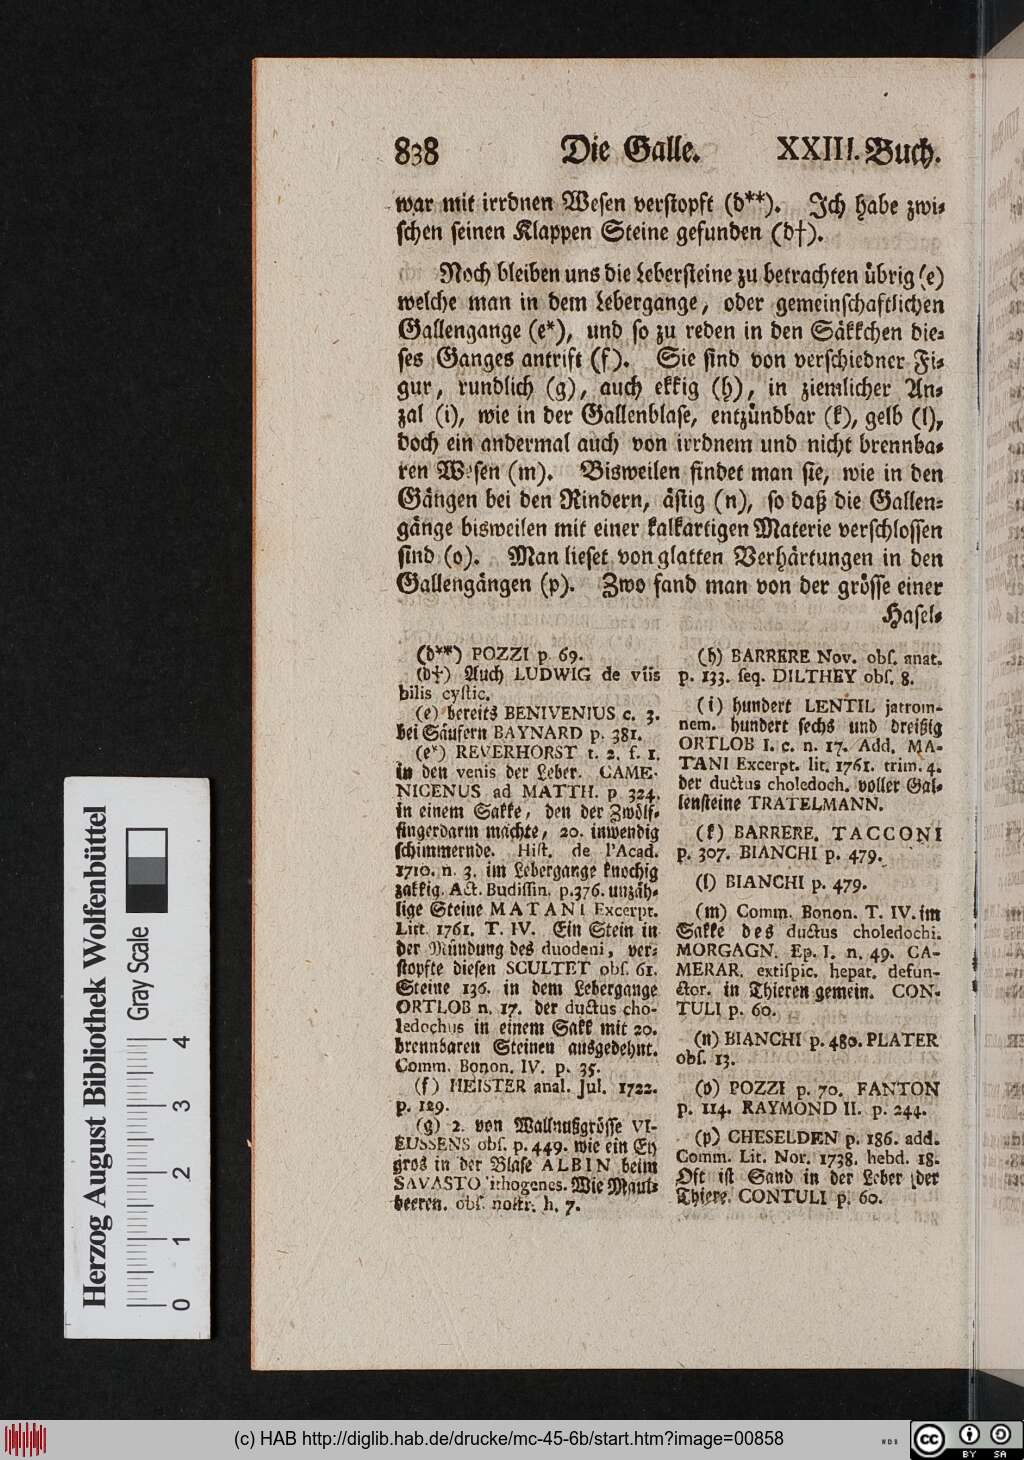 838 Die Galle. XXIII. Buch.
war mit irrdnen Wesen verstopft (d**). Ich habe zwi-
schen seinen Klappen Steine gefunden (d†).
Noch bleiben uns die Lebersteine zu betrachten übrig (e)
welche man in dem Lebergange, oder gemeinschaftlichen
Gallengange (e*), und so zu reden in den Säkkchen die-
ses Ganges antrift (f). Sie sind von verschiedner Fi-
gur, rundlich (g), auch ekkig (h), in ziemlicher An-
zal (i), wie in der Gallenblase, entzündbar (k), gelb (l),
doch ein andermal auch von irrdnem und nicht brennba-
ren Wesen (m). Bisweilen findet man sie, wie in den
Gängen bei den Rindern, ästig (n), so daß die Gallen-
gänge bisweilen mit einer kalkartigen Materie verschlossen
sind (o). Man lieset von glatten Verhärtungen in den
Gallengängen (p). Zwo fand man von der grösse einer
Hasel-
(d**) POZZI p. 69.
(d†) Auch LUDWIG de viis
bilis cystic.
(e) bereits BENIVENIUS c. 3.
bei Säufern BAYNARD p. 381.
(e*) REVERHORST t. 2. f. 1.
in den venis der Leber. CAME-
NICENUS ad MATTH. p. 324.
in einem Sakke, den der Zwölf-
fingerdarm machte, 20. inwendig
schimmernde. Hist. de l'Acad.
1710. n. 3. im Lebergange knochig
zakkig. Act. Budissin. p. 376. unzäh-
lige Steine MATANI Excerpt.
Litt. 1761. T. IV. Ein Stein in
der Mündung des duodeni, ver-
stopfte diesen SCULTET obs. 61.
Steine 136. in dem Lebergange
ORTLOB n. 17. der ductus cho-
ledochus in einem Sakk mit 20.
brennbaren Steinen ausgedehnt.
Comm. Bonon. IV. p. 35.
(f) HEISTER anal. Jul. 1722.
p. 129.
(g) 2. von Wallnußgrösse VI-
EUSSENS obs. p. 449. wie ein Ey
gros in der Blase ALBIN beim
SAVASTO lithogenes. Wie Maul-
beeren. obs. nostr. h. 7.
(h) BARRERE Nov. obs. anat.
p. 133. seq. DILTHEY obs. 8.
(i) hundert LENTIL jatrom-
nem. hundert sechs und dreißig
ORTLOB I. c. n. 17. Add. MA-
TANI Excerpt. lit. 1761. trim. 4.
der ductus choledoch. voller Gal-
lensteine TRATELMANN.
(k) BARRERE. TACCONI
p. 307. BIANCHI p. 479.
(l) BIANCHI p. 479.
(m) Comm. Bonon. T. IV. im
Sakke des ductus choledochi.
MORGAGN. Ep. I. n. 49. CA-
MERAR. extispic. hepat. defun-
ctor. in Thieren gemein. CON-
TULI p. 60.
(n) BIANCHI p. 480. PLATER
obs. 13.
(o) POZZI p. 70. FANTON
p. 114. RAYMOND II. p. 244.
(p) CHESELDEN p. 186. add.
Comm. Lit. Nor. 1738. hebd. 18.
Oft ist Sand in der Leber der
Thiere. CONTULI p. 60.
Herzog August Bibliothek Wolfenbüttel
Gray Scale
0 1 2 3 4
(c) HAB http://diglib.hab.de/drucke/mc-45-6b/start.htm?image=00858
cc BY SA